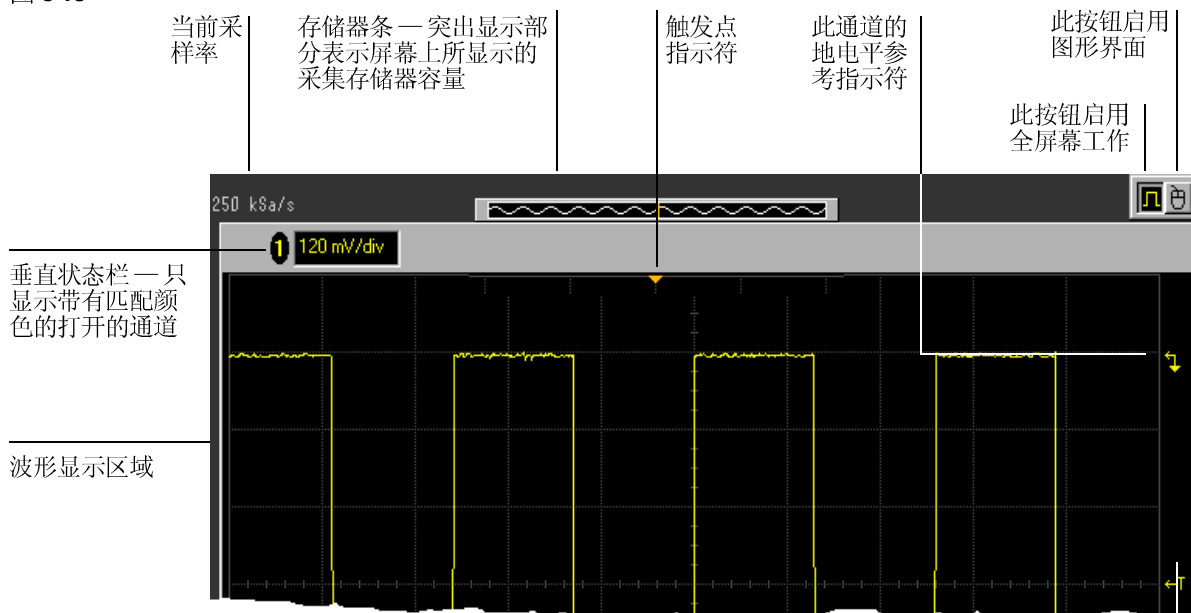 当前采
样率
存储器条 — 突出显示部
分表示屏幕上所显示的
采集存储器容量
触发点
指示符
此通道的
地电平参
考指示符
此按钮启用
图形界面
此按钮启用
全屏幕工作
250 kSa/s
1 120 mV/div
垂直状态栏 — 只
显示带有匹配颜
色的打开的通道
波形显示区域
T